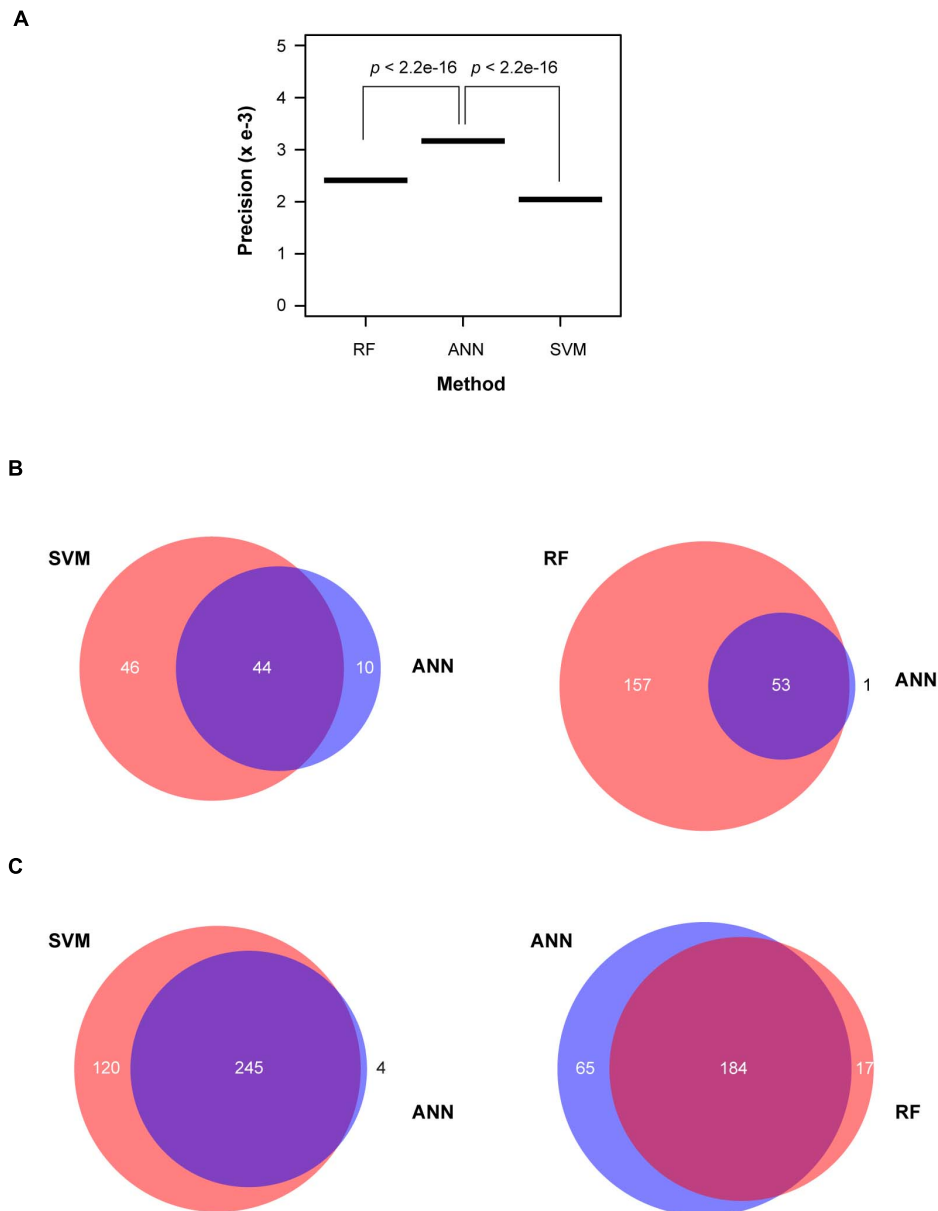 A
Precision (x e-3)
5
4
3
2
1
0
p < 2.2e-16 p < 2.2e-16
RF ANN SVM
Method
B
SVM
46 44 10
ANN
RF
157 53 1
ANN
C
SVM
120 245 4
ANN
ANN
65 184 17
RF